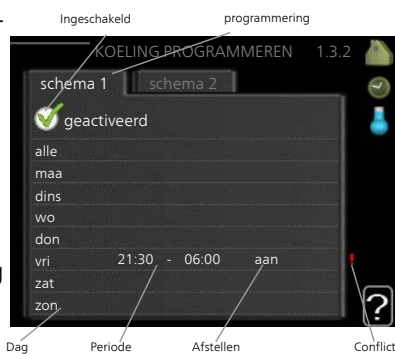 Ingeschakeld programmering
KOELING PROGRAMMEREN 1.3.2
schema 1 schema 2
geactiveerd
alle
maa
dins
wo
don
vri 21:30 - 06:00 aan
zat
zon
?
Dag Periode Afstellen Conflict